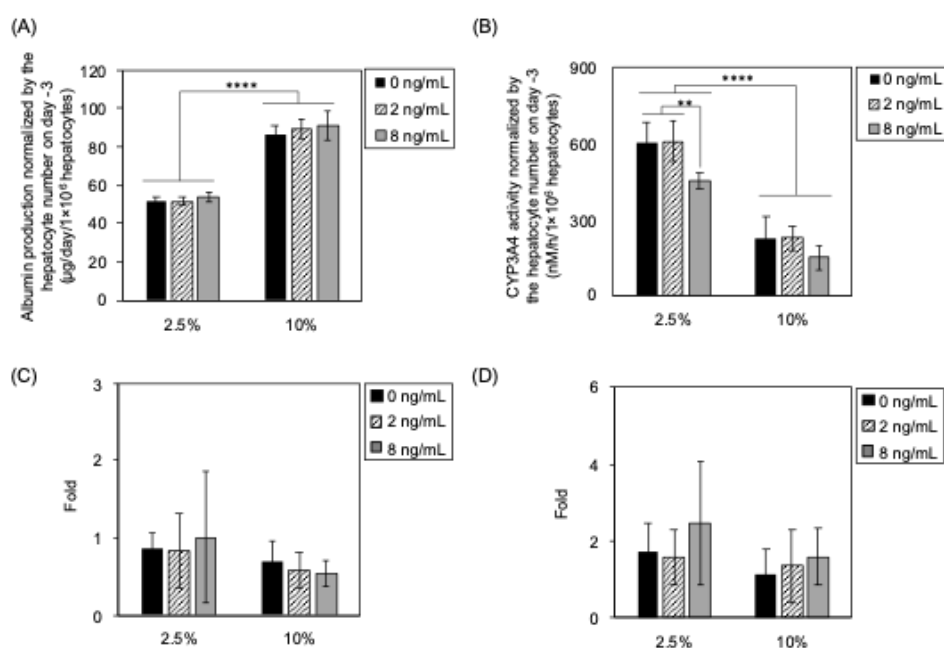 (A)
Albumin production normalized by the
hepatocyte number on day -3
(µg/day/1×10⁶ hepatocytes)
120
100
80
60
40
20
0
****
2.5%
10%
0 ng/mL
2 ng/mL
8 ng/mL
(B)
CYP3A4 activity normalized by
the hepatocyte number on day -3
(nM/h/1×10⁶ hepatocytes)
900
600
300
0
****
**
2.5%
10%
0 ng/mL
2 ng/mL
8 ng/mL
(C)
Fold
3
2
1
0
2.5%
10%
0 ng/mL
2 ng/mL
8 ng/mL
(D)
Fold
6
4
2
0
2.5%
10%
0 ng/mL
2 ng/mL
8 ng/mL